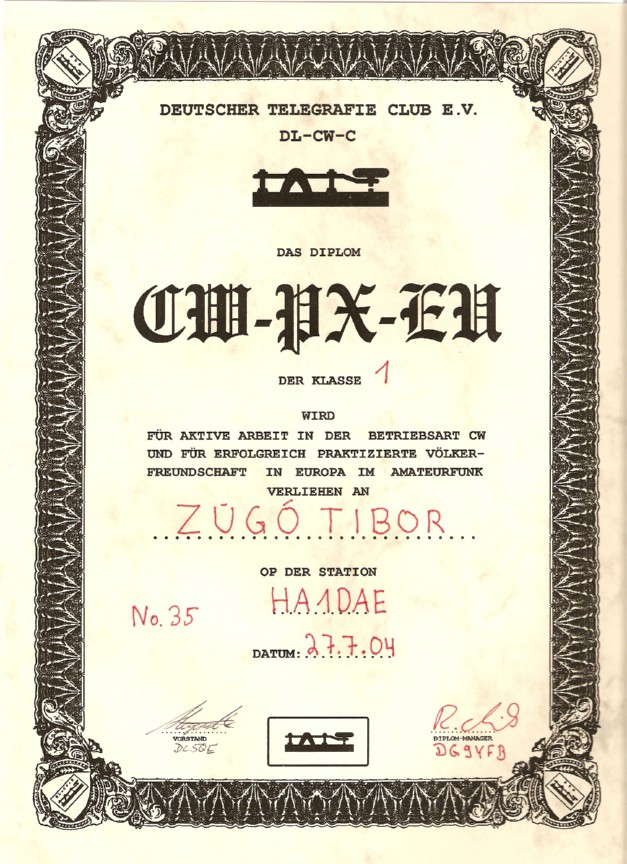 DEUTSCHER TELEGRAFIE CLUB E.V.
DL-CW-C
DAS DIPLOM
CW-PX-EU
DER KLASSE 1
WIRD
FÜR AKTIVE ARBEIT IN DER BETRIEBSART CW
UND FÜR ERFOLGREICH PRAKTIZIERTE VÖLKER-
FREUNDSCHAFT IN EUROPA IM AMATEURFUNK
VERLIEHEN AN
ZÜGÓ TIBOR
OP DER STATION
HA1DAE
No. 35
DATUM: 27.7.04
VORSTAND
DL5QE
DIPLOM-MANAGER
DG9YFB